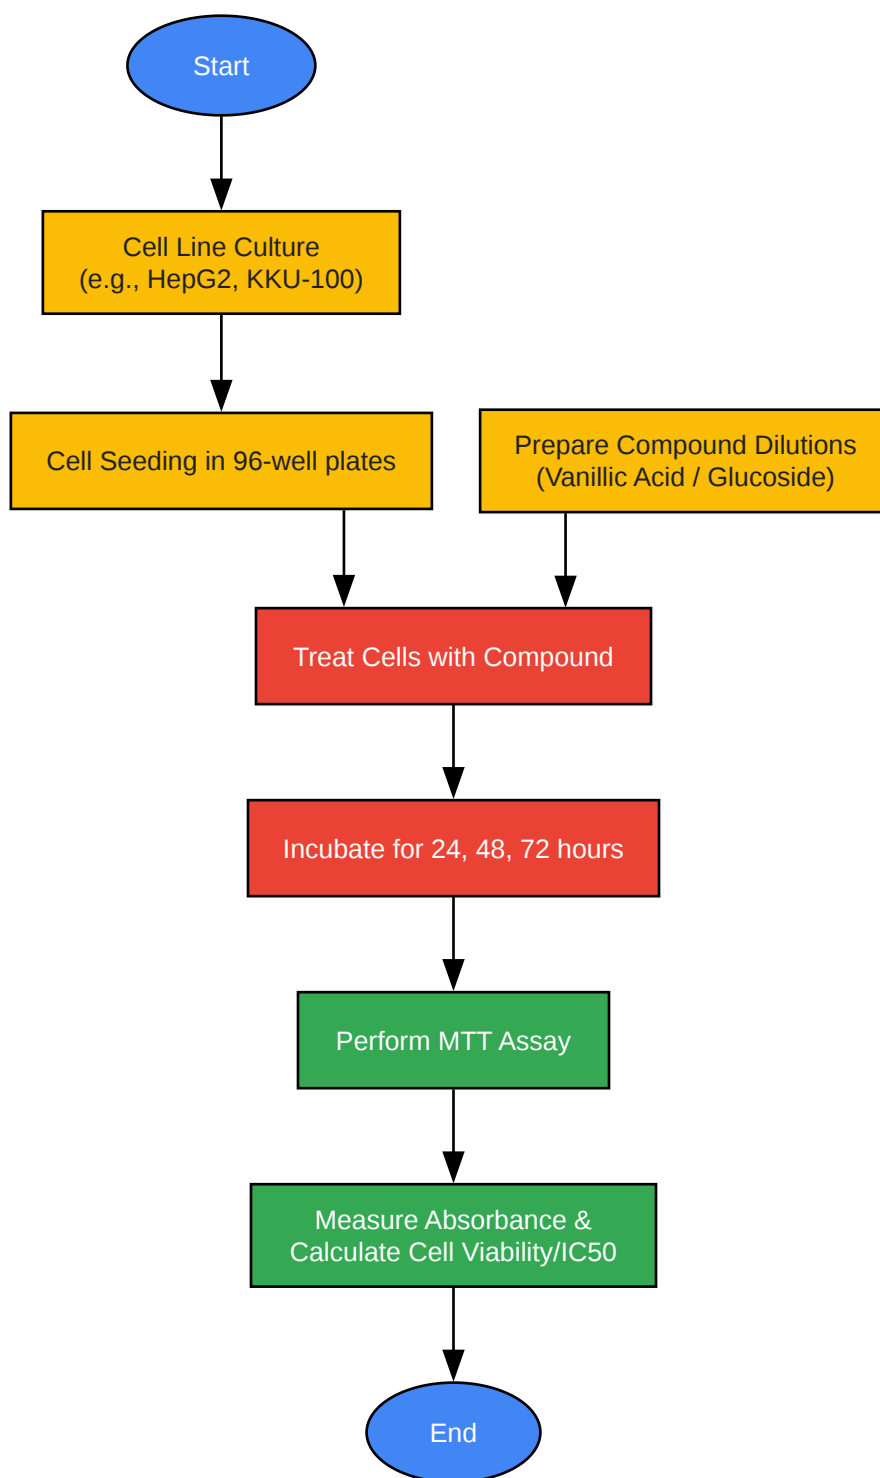 Start
Cell Line Culture
(e.g., HepG2, KKU-100)
Cell Seeding in 96-well plates
Prepare Compound Dilutions
(Vanillic Acid / Glucoside)
Treat Cells with Compound
Incubate for 24, 48, 72 hours
Perform MTT Assay
Measure Absorbance &
Calculate Cell Viability/IC50
End